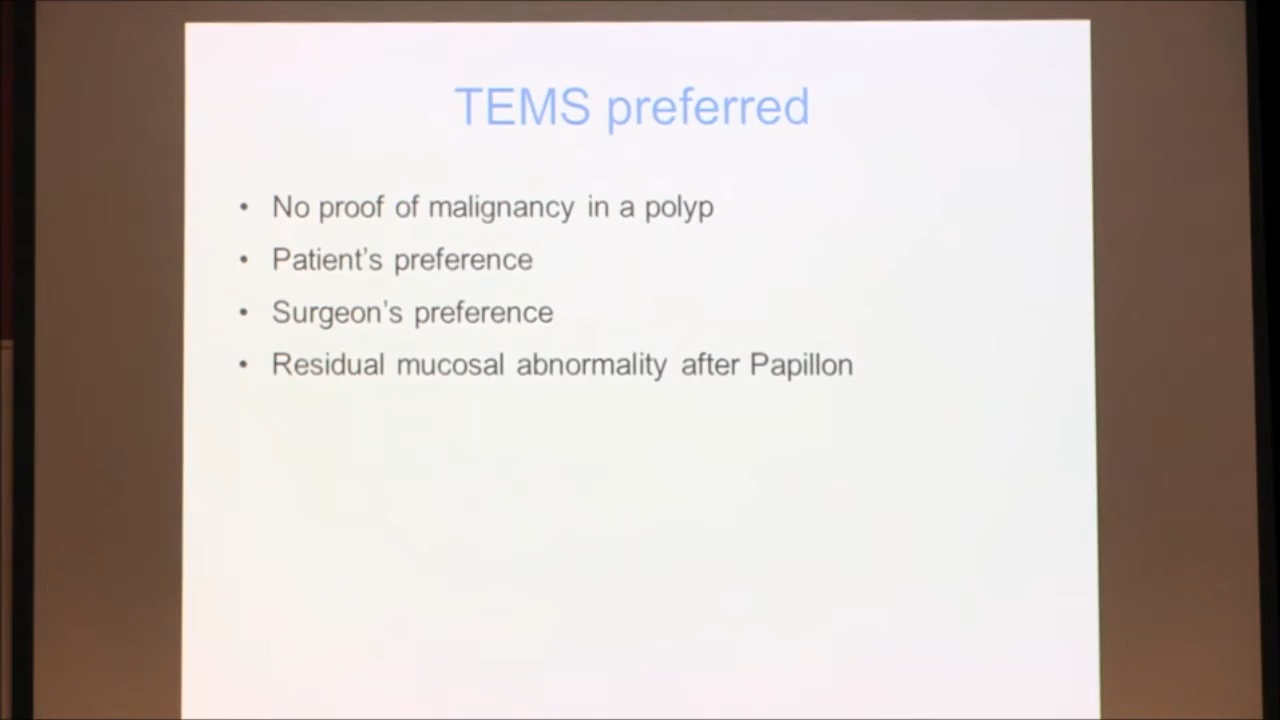 TEMS preferred
• No proof of malignancy in a polyp
• Patient’s preference
• Surgeon’s preference
• Residual mucosal abnormality after Papillon